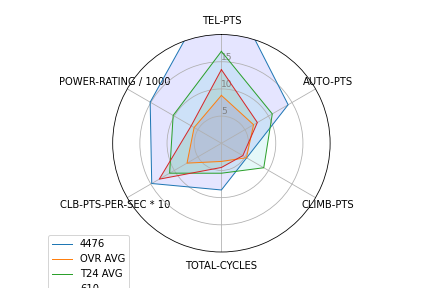 TEL-PTS
POWER-RATING / 1000
AUTO-PTS
15
10
5
CLB-PTS-PER-SEC * 10
CLIMB-PTS
TOTAL-CYCLES
4476
OVR AVG
T24 AVG
610